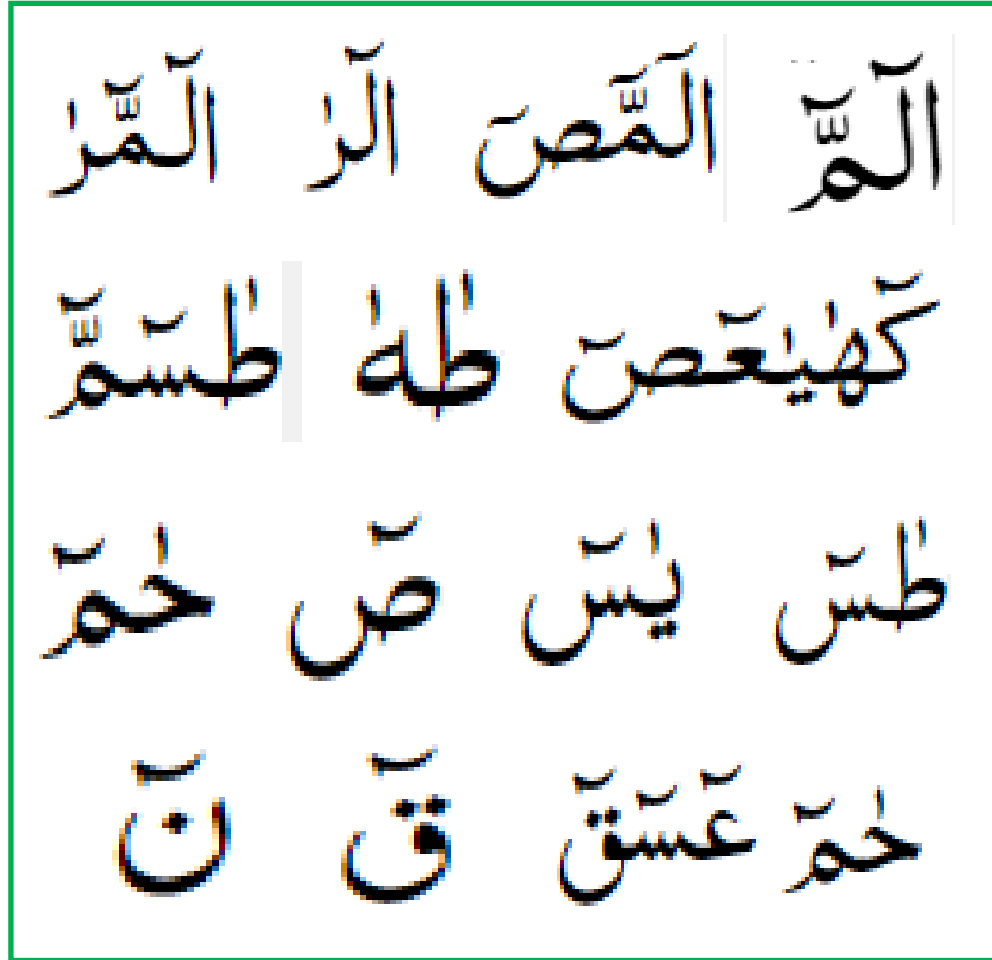 الٓمّٓ الٓمّٓصٓ الٓرٰ الٓمّٓرٰ
كٓهٰيٰعٓصٓ طٰهٰ طٰسٓمّٓ
طٰسٓ يٰسٓ صٓ حٰمٓ
حٰمٓ عٓسٓقٓ قٓ نٓ